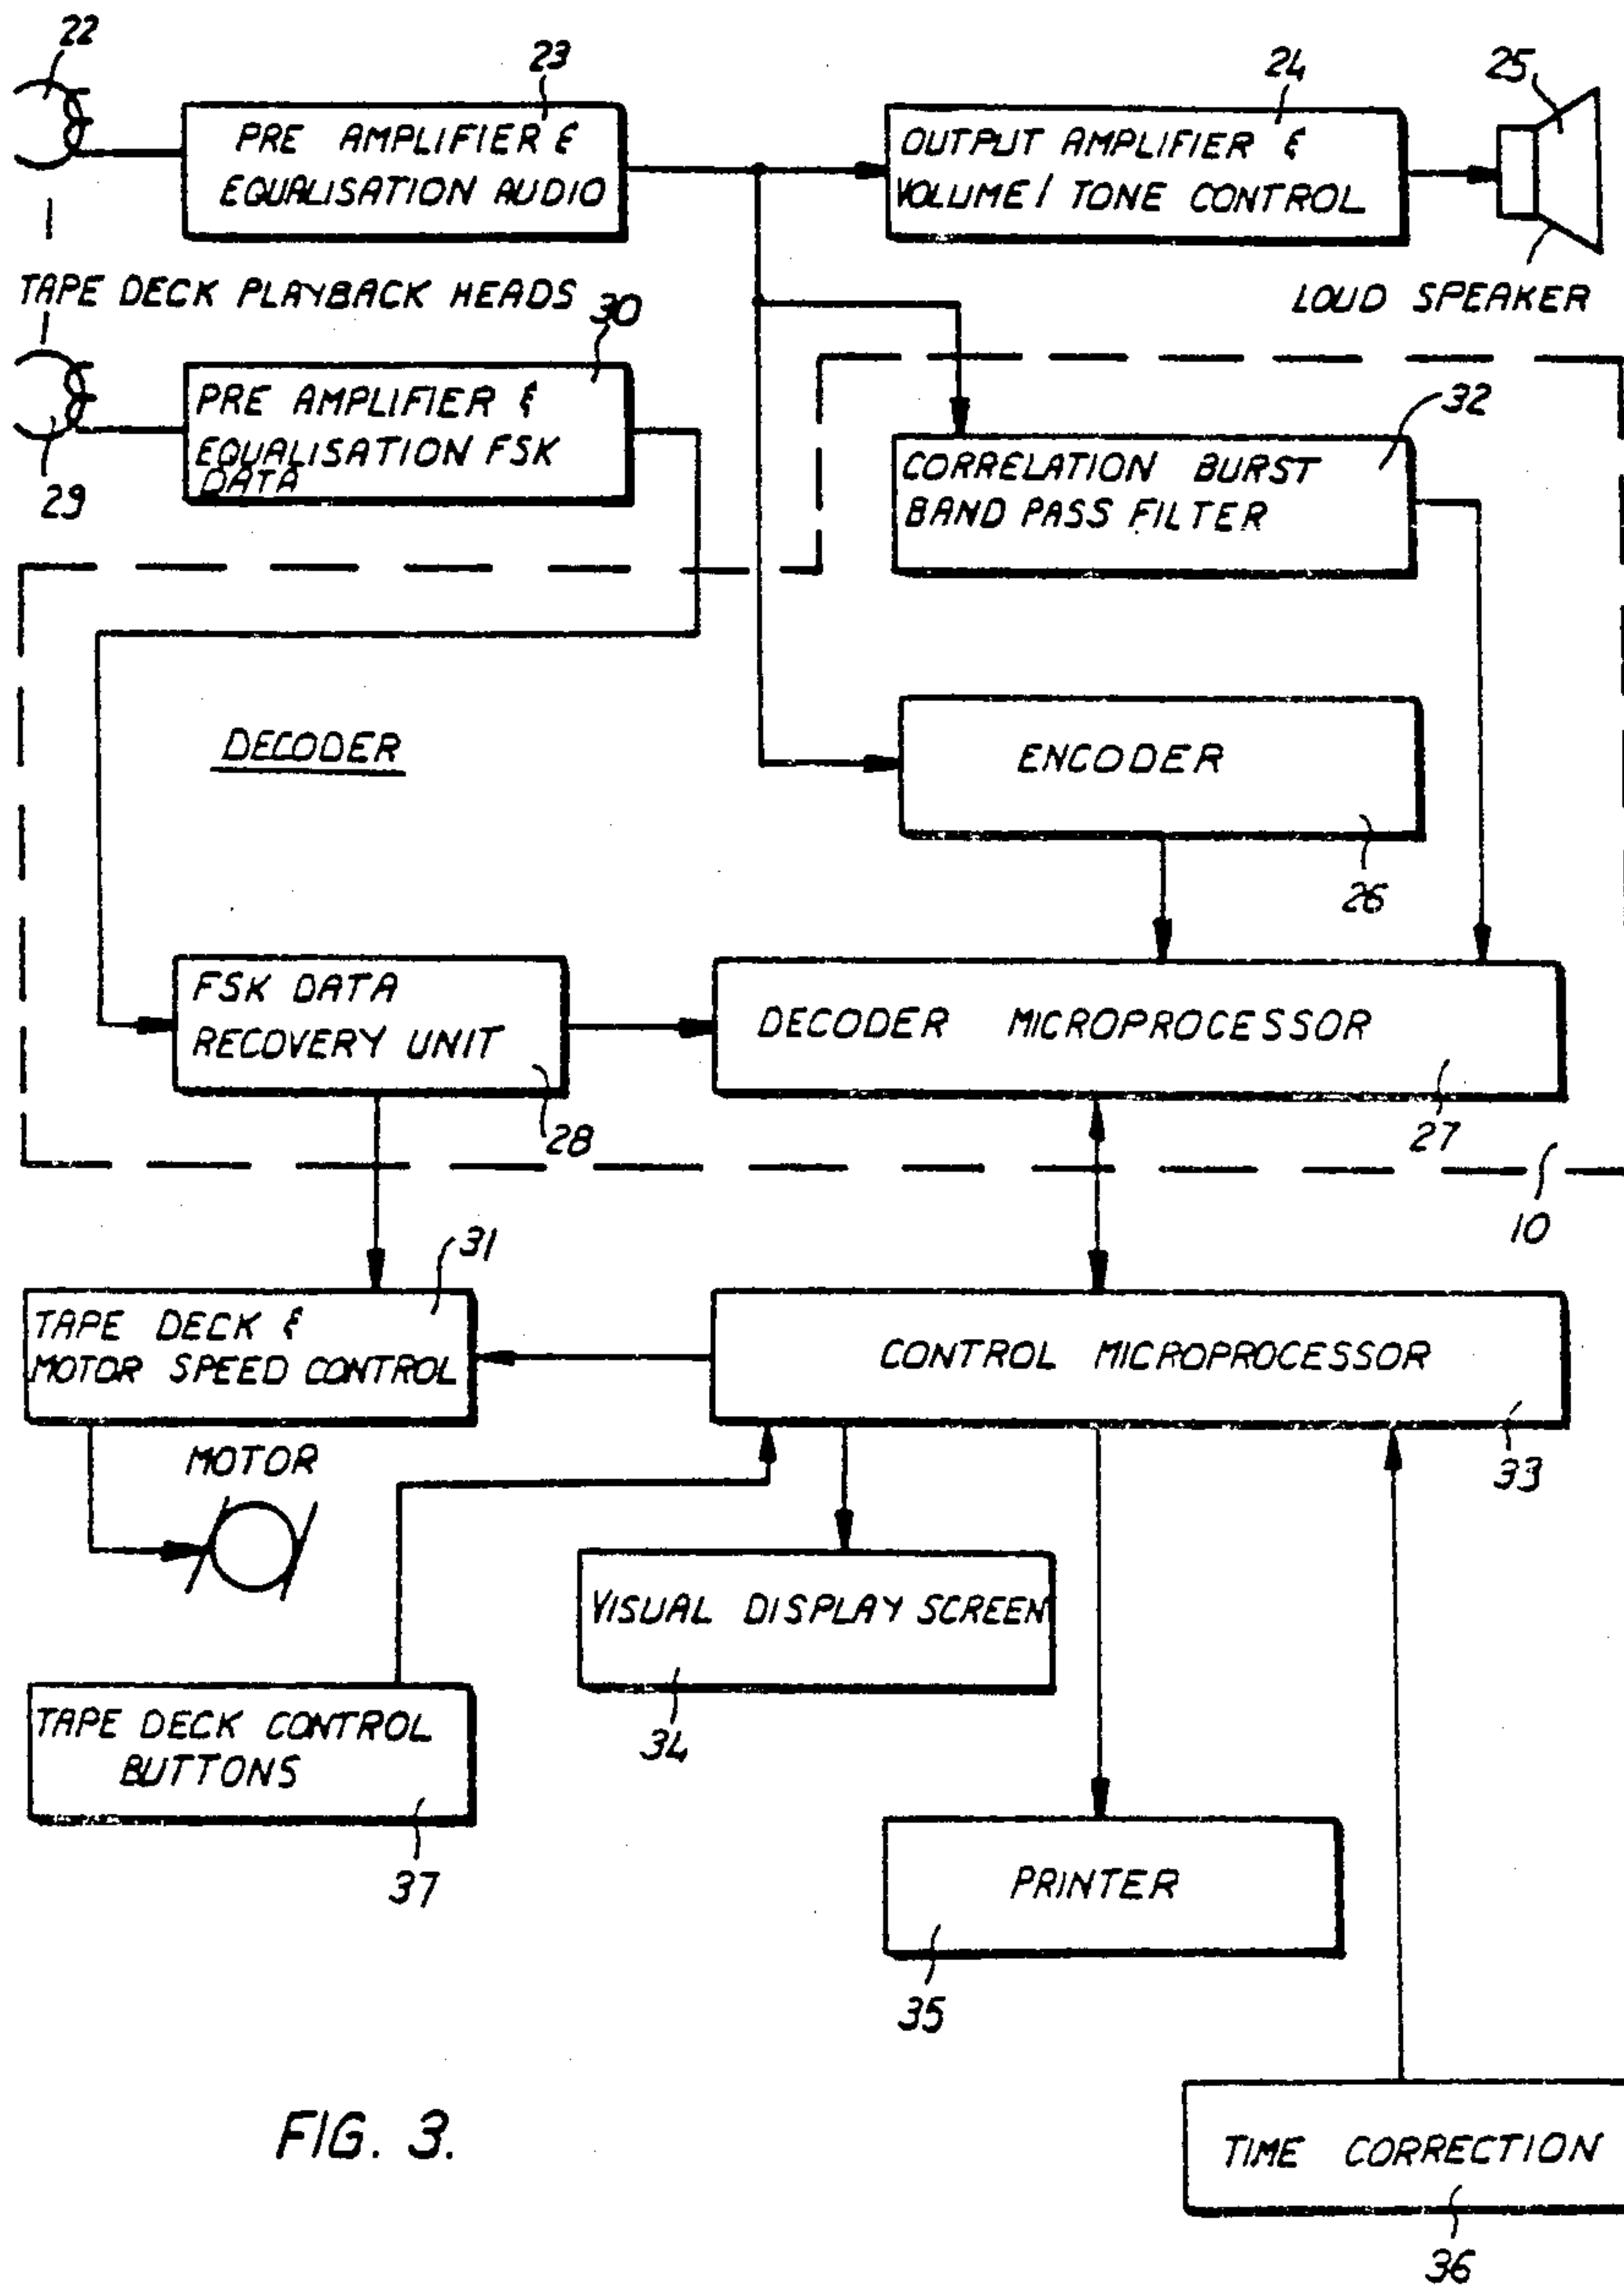 22
23
PRE AMPLIFIER &
EQUALISATION AUDIO
24
OUTPUT AMPLIFIER &
VOLUME / TONE CONTROL
25
LOUD SPEAKER
TAPE DECK PLAYBACK HEADS
29
30
PRE AMPLIFIER &
EQUALISATION FSK
DATA
32
CORRELATION BURST
BAND PASS FILTER
DECODER
ENCODER
26
FSK DATA
RECOVERY UNIT
28
DECODER MICROPROCESSOR
27
10
31
TAPE DECK &
MOTOR SPEED CONTROL
CONTROL MICROPROCESSOR
33
MOTOR
VISUAL DISPLAY SCREEN
34
TAPE DECK CONTROL
BUTTONS
37
PRINTER
35
TIME CORRECTION
36
FIG. 3.